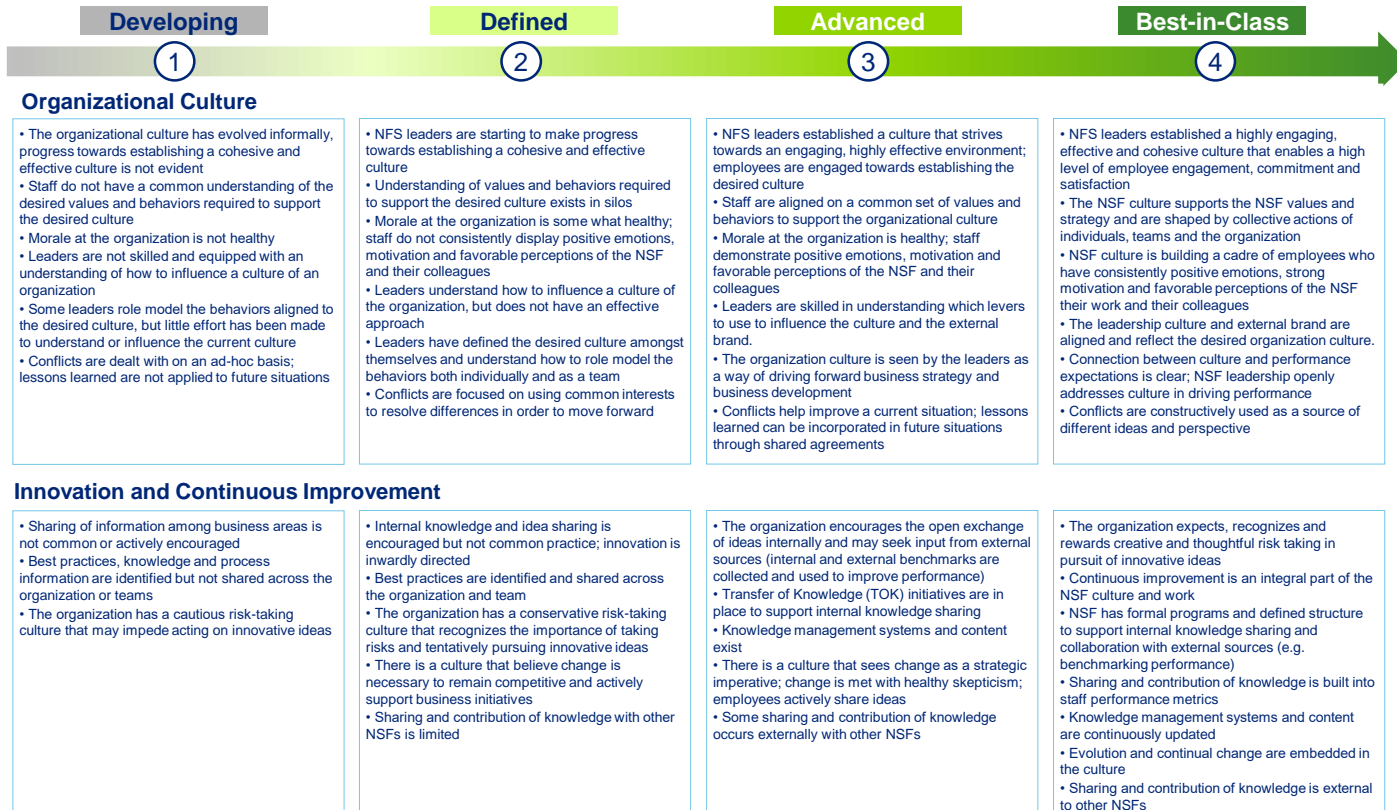 Developing
Defined
Advanced
Best-in-Class
1
2
3
4
Organizational Culture
• The organizational culture has evolved informally,
progress towards establishing a cohesive and
effective culture is not evident
• Staff do not have a common understanding of the
desired values and behaviors required to support
the desired culture
• Morale at the organization is not healthy
• Leaders are not skilled and equipped with an
understanding of how to influence a culture of an
organization
• Some leaders role model the behaviors aligned to
the desired culture, but little effort has been made
to understand or influence the current culture
• Conflicts are dealt with on an ad-hoc basis;
lessons learned are not applied to future situations
• NFS leaders are starting to make progress
towards establishing a cohesive and effective
culture
• Understanding of values and behaviors required
to support the desired culture exists in silos
• Morale at the organization is some what healthy;
staff do not consistently display positive emotions,
motivation and favorable perceptions of the NSF
and their colleagues
• Leaders understand how to influence a culture of
the organization, but does not have an effective
approach
• Leaders have defined the desired culture amongst
themselves and understand how to role model the
behaviors both individually and as a team
• Conflicts are focused on using common interests
to resolve differences in order to move forward
• NFS leaders established a culture that strives
towards an engaging, highly effective environment;
employees are engaged towards establishing the
desired culture
• Staff are aligned on a common set of values and
behaviors to support the organizational culture
• Morale at the organization is healthy; staff
demonstrate positive emotions, motivation and
favorable perceptions of the NSF and their
colleagues
• Leaders are skilled in understanding which levers
to use to influence the culture and the external
brand.
• The organization culture is seen by the leaders as
a way of driving forward business strategy and
business development
• Conflicts help improve a current situation; lessons
learned can be incorporated in future situations
through shared agreements
• NFS leaders established a highly engaging,
effective and cohesive culture that enables a high
level of employee engagement, commitment and
satisfaction
• The NSF culture supports the NSF values and
strategy and are shaped by collective actions of
individuals, teams and the organization
• NSF culture is building a cadre of employees who
have consistently positive emotions, strong
motivation and favorable perceptions of the NSF
their work and their colleagues
• The leadership culture and external brand are
aligned and reflect the desired organization culture.
• Connection between culture and performance
expectations is clear; NSF leadership openly
addresses culture in driving performance
• Conflicts are constructively used as a source of
different ideas and perspective
Innovation and Continuous Improvement
• Sharing of information among business areas is
not common or actively encouraged
• Best practices, knowledge and process
information are identified but not shared across the
organization or teams
• The organization has a cautious risk-taking
culture that may impede acting on innovative ideas
• Internal knowledge and idea sharing is
encouraged but not common practice; innovation is
inwardly directed
• Best practices are identified and shared across
the organization and team
• The organization has a conservative risk-taking
culture that recognizes the importance of taking
risks and tentatively pursuing innovative ideas
• There is a culture that believe change is
necessary to remain competitive and actively
support business initiatives
• Sharing and contribution of knowledge with other
NSFs is limited
• The organization encourages the open exchange
of ideas internally and may seek input from external
sources (internal and external benchmarks are
collected and used to improve performance)
• Transfer of Knowledge (TOK) initiatives are in
place to support internal knowledge sharing
• Knowledge management systems and content
exist
• There is a culture that sees change as a strategic
imperative; change is met with healthy skepticism;
employees actively share ideas
• Some sharing and contribution of knowledge
occurs externally with other NSFs
• The organization expects, recognizes and
rewards creative and thoughtful risk taking in
pursuit of innovative ideas
• Continuous improvement is an integral part of the
NSF culture and work
• NSF has formal programs and defined structure
to support internal knowledge sharing and
collaboration with external sources (e.g.
benchmarking performance)
• Sharing and contribution of knowledge is built into
staff performance metrics
• Knowledge management systems and content
are continuously updated
• Evolution and continual change are embedded in
the culture
• Sharing and contribution of knowledge is external
to other NSFs